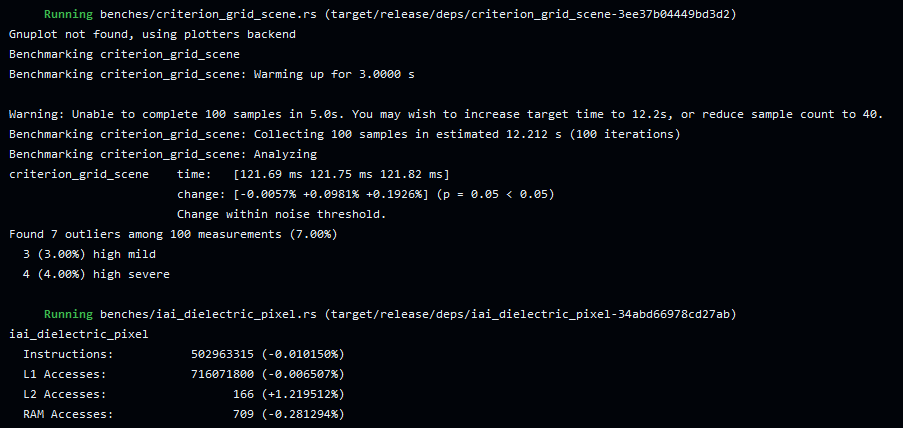 Running benches/criterion_grid_scene.rs (target/release/deps/criterion_grid_scene-3ee37b04449bd3d2)
Gnuplot not found, using plotters backend
Benchmarking criterion_grid_scene
Benchmarking criterion_grid_scene: Warming up for 3.0000 s
Warning: Unable to complete 100 samples in 5.0s. You may wish to increase target time to 12.2s, or reduce sample count to 40.
Benchmarking criterion_grid_scene: Collecting 100 samples in estimated 12.212 s (100 iterations)
Benchmarking criterion_grid_scene: Analyzing
criterion_grid_scene    time:   [121.69 ms 121.75 ms 121.82 ms]
change: [-0.0057% +0.0981% +0.1926%] (p = 0.05 < 0.05)
Change within noise threshold.
Found 7 outliers among 100 measurements (7.00%)
3 (3.00%) high mild
4 (4.00%) high severe
Running benches/iai_dielectric_pixel.rs (target/release/deps/iai_dielectric_pixel-34abd66978cd27ab)
iai_dielectric_pixel
Instructions:           502963315 (-0.010150%)
L1 Accesses:            716071800 (-0.006507%)
L2 Accesses:                  166 (+1.219512%)
RAM Accesses:                 709 (-0.281294%)